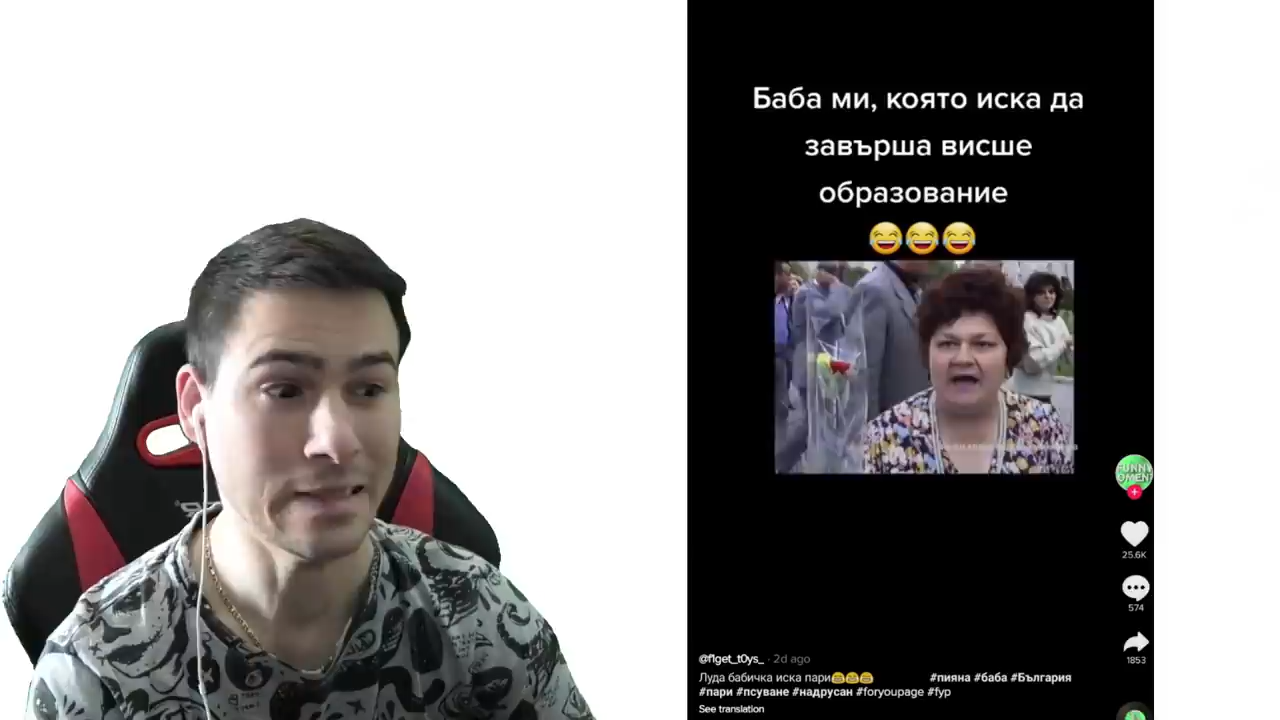 Баба ми, която иска да
завърша висше
образование
😂😂😂
FUNNY
25.6K
574
1853
@f1get_t0ys_ · 2d ago
Луда бабичка иска пари😂😂😂 #пияна #баба #България
#пари #псуване #надрусан #foryoupage #fyp
See translation